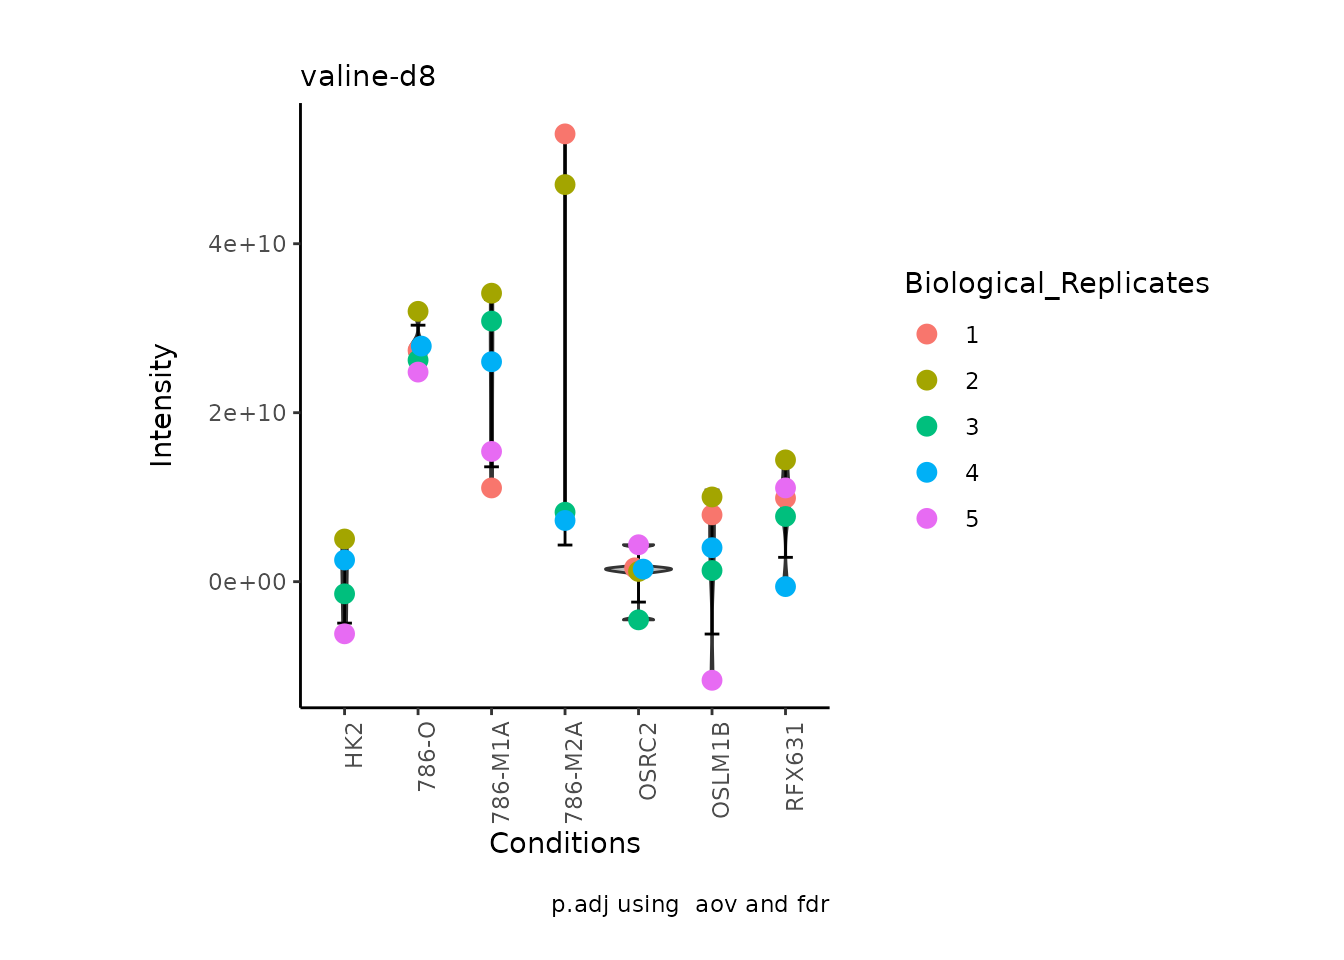 valine-d8
Intensity
4e+10
2e+10
0e+00
HK2
786-O
786-M1A
786-M2A
OSRC2
OSLM1B
RFX631
Conditions
p.adj using  aov and fdr
Biological_Replicates
1
2
3
4
5